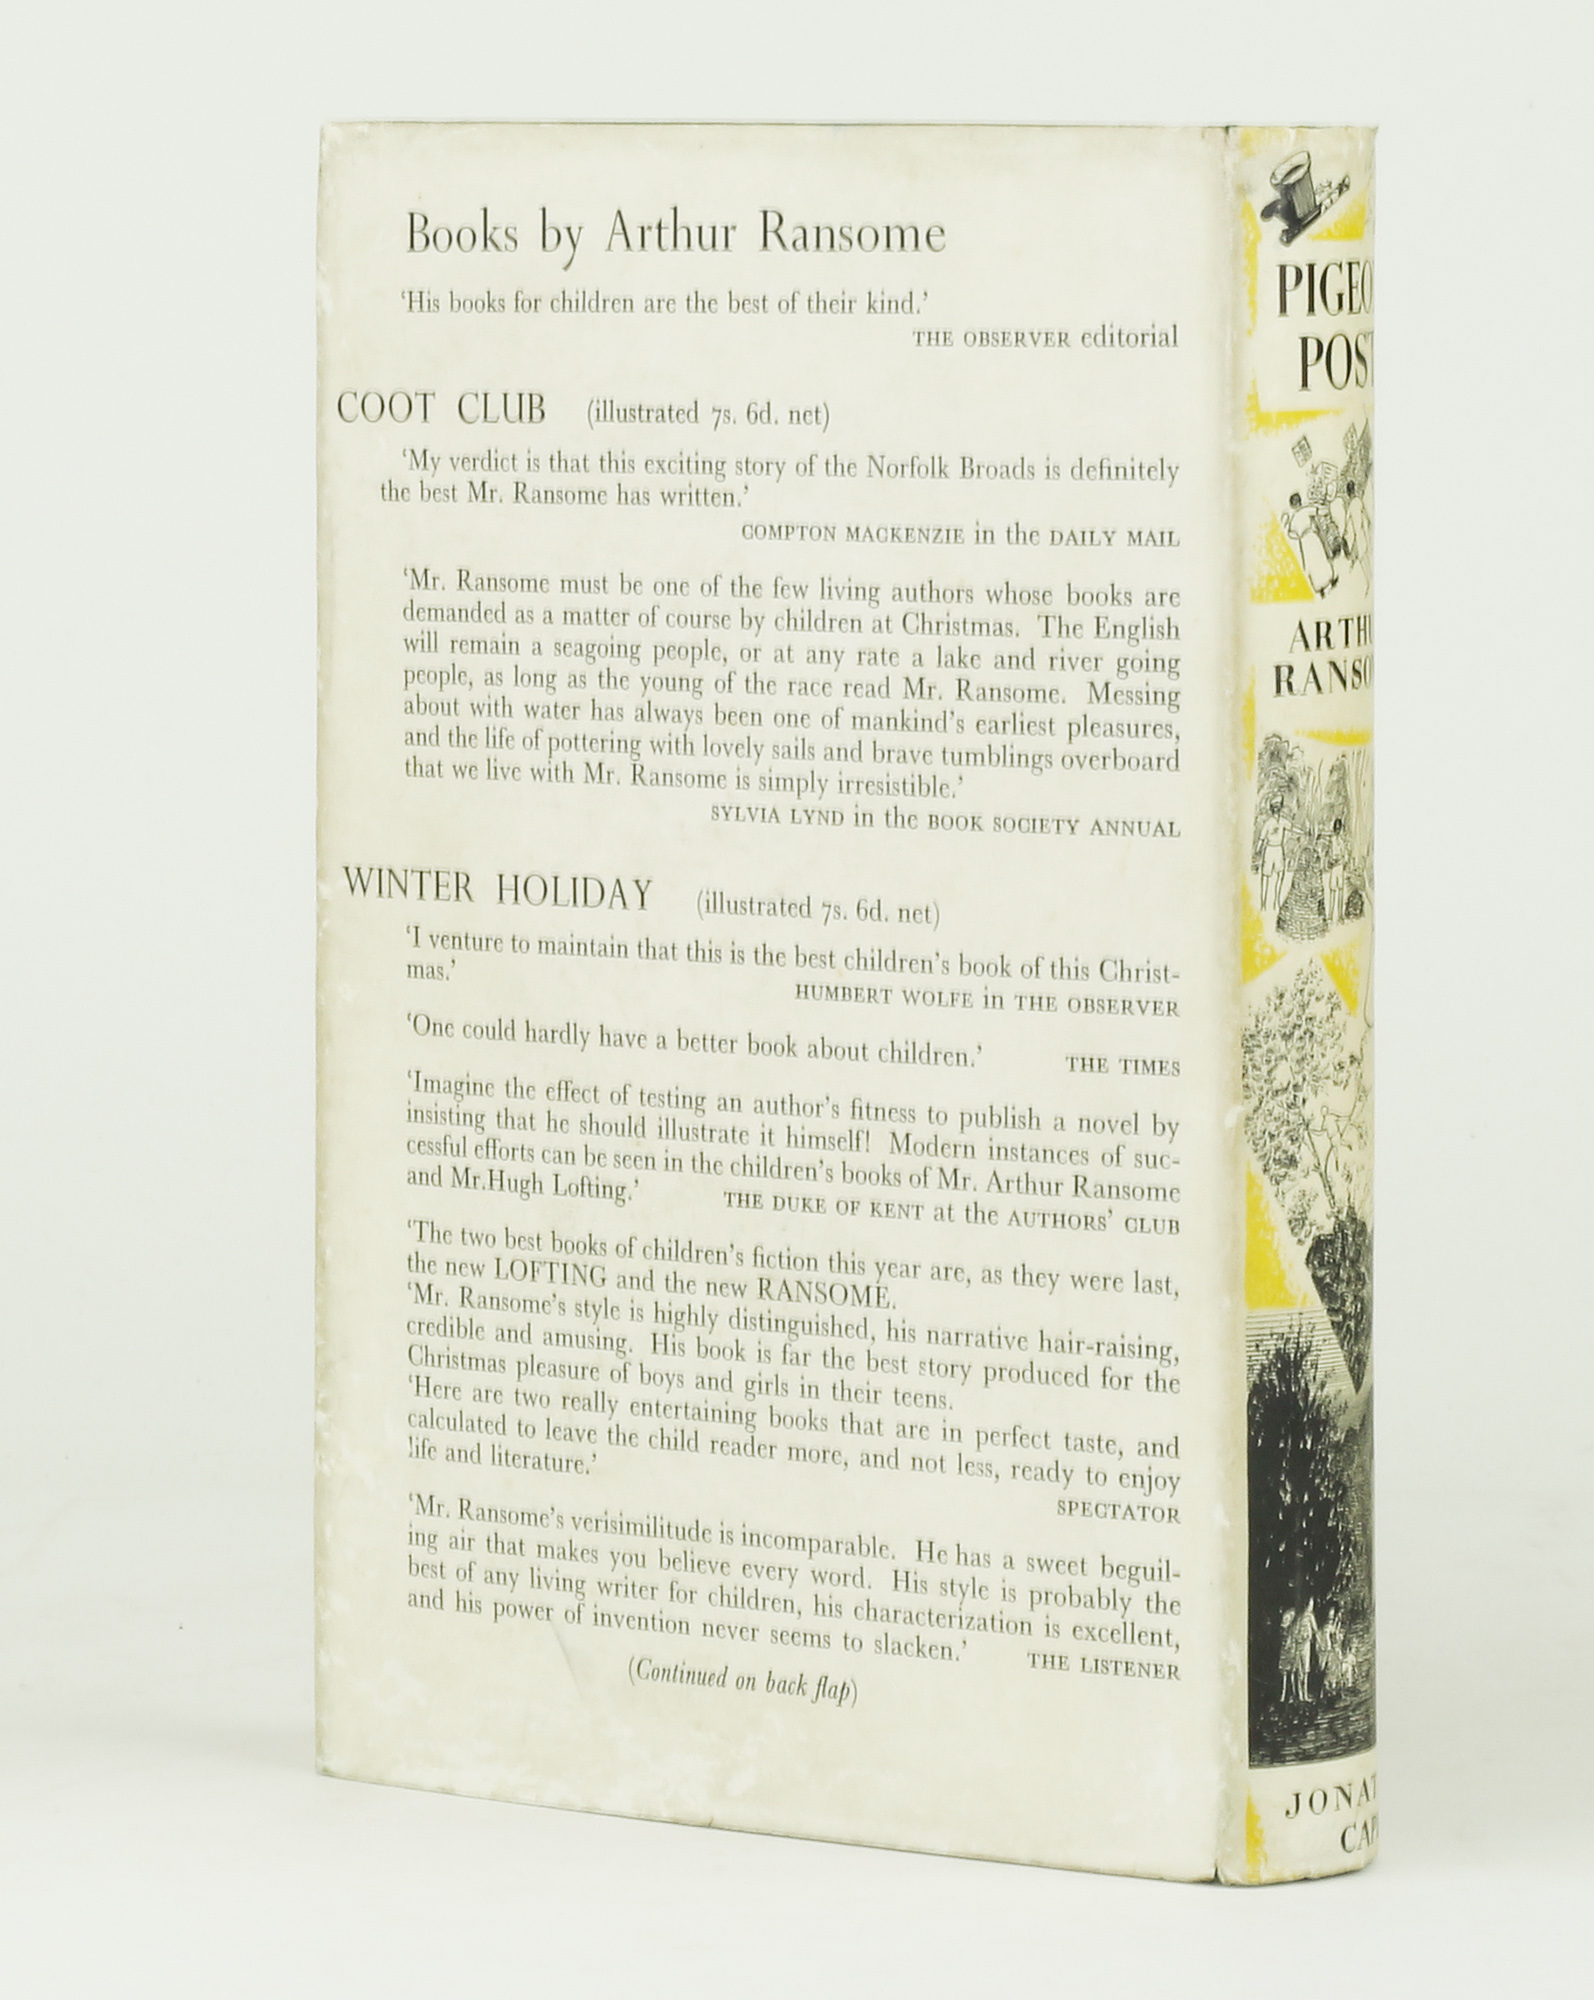 Books by Arthur Ransome
‘His books for children are the best of their kind.’
THE OBSERVER editorial
COOT CLUB (illustrated 7s. 6d. net)
‘My verdict is that this exciting story of the Norfolk Broads is definitely
the best Mr. Ransome has written.’
COMPTON MACKENZIE in the DAILY MAIL
‘Mr. Ransome must be one of the few living authors whose books are
demanded as a matter of course by children at Christmas. The English
will remain a seagoing people, or at any rate a lake and river going
people, as long as the young of the race read Mr. Ransome. Messing
about with water has always been one of mankind’s earliest pleasures,
and the life of pottering with lovely sails and brave tumblings overboard
that we live with Mr. Ransome is simply irresistible.’
SYLVIA LYND in the BOOK SOCIETY ANNUAL
WINTER HOLIDAY (illustrated 7s. 6d. net)
‘I venture to maintain that this is the best children’s book of this Christ-
mas.’ HUMBERT WOLFE in THE OBSERVER
‘One could hardly have a better book about children.’ THE TIMES
‘Imagine the effect of testing an author’s fitness to publish a novel by
insisting that he should illustrate it himself! Modern instances of suc-
cessful efforts can be seen in the children’s books of Mr. Arthur Ransome
and Mr.Hugh Lofting.’ THE DUKE OF KENT at the AUTHORS’ CLUB
‘The two best books of children’s fiction this year are, as they were last,
the new LOFTING and the new RANSOME.
‘Mr. Ransome’s style is highly distinguished, his narrative hair-raising,
credible and amusing. His book is far the best story produced for the
Christmas pleasure of boys and girls in their teens.
‘Here are two really entertaining books that are in perfect taste, and
calculated to leave the child reader more, and not less, ready to enjoy
life and literature.’
SPECTATOR
‘Mr. Ransome’s verisimilitude is incomparable. He has a sweet beguil-
ing air that makes you believe every word. His style is probably the
best of any living writer for children, his characterization is excellent,
and his power of invention never seems to slacken.’ THE LISTENER
(Continued on back flap)
PIGEO
POST
ARTHU
RANSO
JONAT
CAP